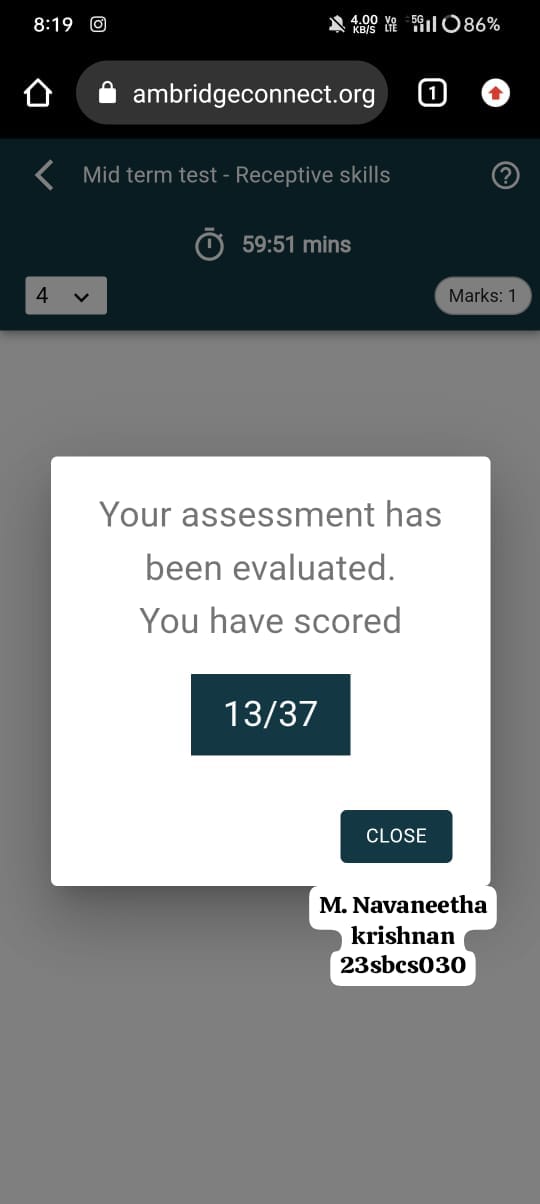 8:19 4.00 KB/S Vo LTE 5G 86%
ambridgeconnect.org 1
Mid term test - Receptive skills ?
59:51 mins
4 Marks: 1
Your assessment has
been evaluated.
You have scored
13/37
CLOSE
M. Navaneetha
krishnan
23sbcs030